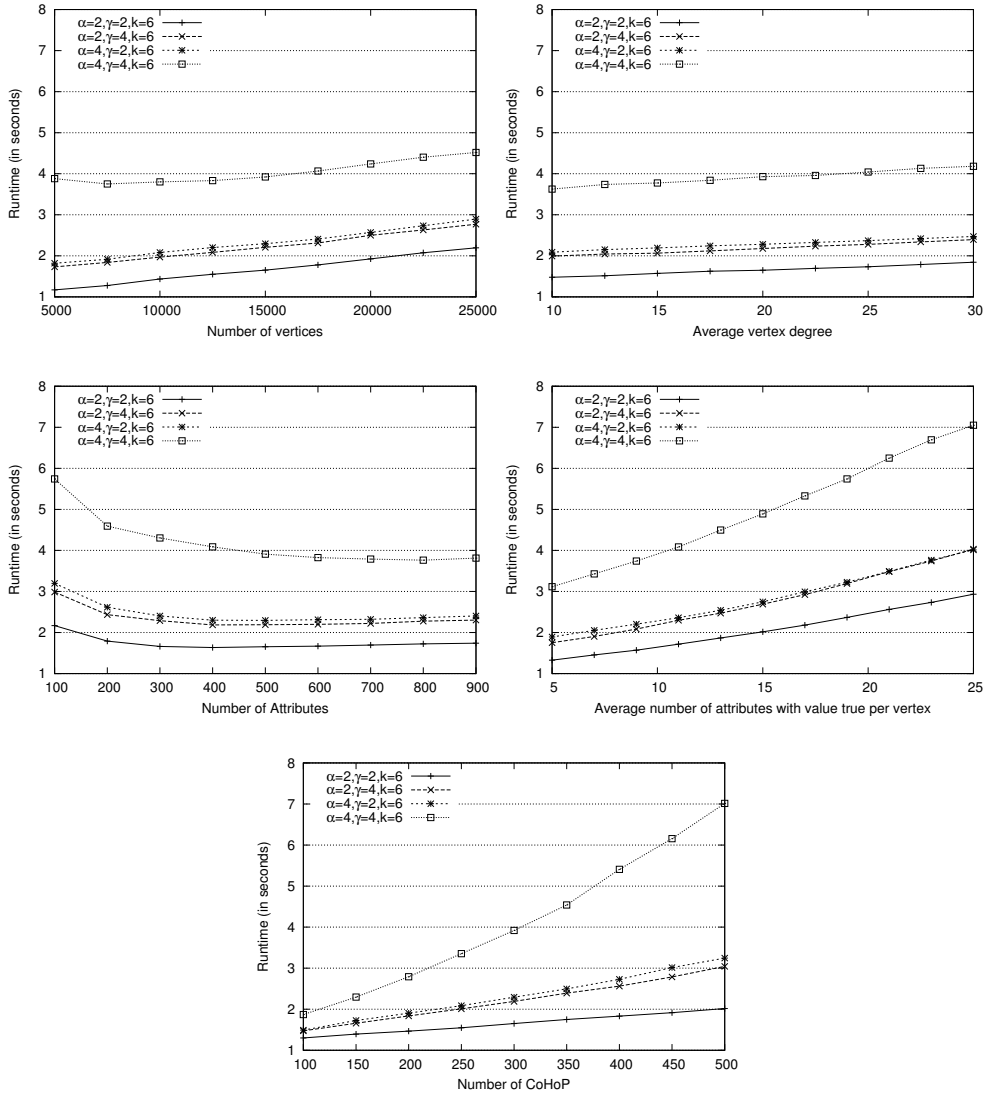 α=2,γ=2,k=6
α=2,γ=4,k=6
α=4,γ=2,k=6
α=4,γ=4,k=6
8
7
6
5
4
3
2
1
Runtime (in seconds)
5000 10000 15000 20000 25000
Number of vertices
α=2,γ=2,k=6
α=2,γ=4,k=6
α=4,γ=2,k=6
α=4,γ=4,k=6
8
7
6
5
4
3
2
1
Runtime (in seconds)
10 15 20 25 30
Average vertex degree
α=2,γ=2,k=6
α=2,γ=4,k=6
α=4,γ=2,k=6
α=4,γ=4,k=6
8
7
6
5
4
3
2
1
Runtime (in seconds)
100 200 300 400 500 600 700 800 900
Number of Attributes
α=2,γ=2,k=6
α=2,γ=4,k=6
α=4,γ=2,k=6
α=4,γ=4,k=6
8
7
6
5
4
3
2
1
Runtime (in seconds)
5 10 15 20 25
Average number of attributes with value true per vertex
α=2,γ=2,k=6
α=2,γ=4,k=6
α=4,γ=2,k=6
α=4,γ=4,k=6
8
7
6
5
4
3
2
1
Runtime (in seconds)
100 150 200 250 300 350 400 450 500
Number of CoHoP